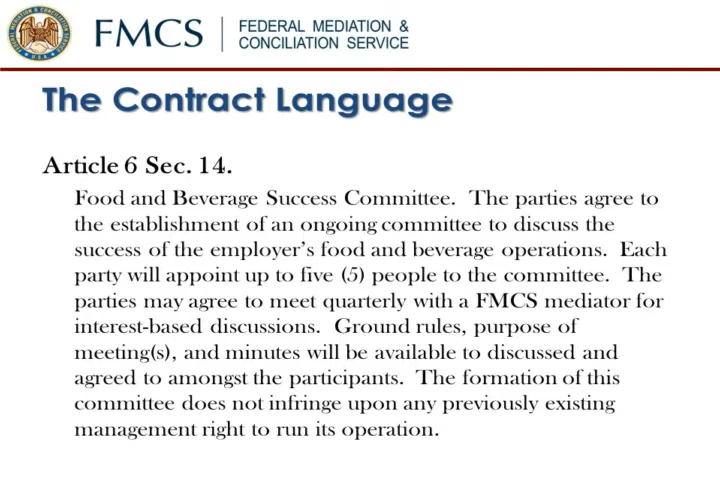 FMCS
FEDERAL MEDIATION &
CONCILIATION SERVICE
The Contract Language
Article 6 Sec. 14.
Food and Beverage Success Committee. The parties agree to
the establishment of an ongoing committee to discuss the
success of the employer's food and beverage operations. Each
party will appoint up to five (5) people to the committee. The
parties may agree to meet quarterly with a FMCS mediator for
interest-based discussions. Ground rules, purpose of
meeting(s), and minutes will be available to discussed and
agreed to amongst the participants. The formation of this
committee does not infringe upon any previously existing
management right to run its operation.